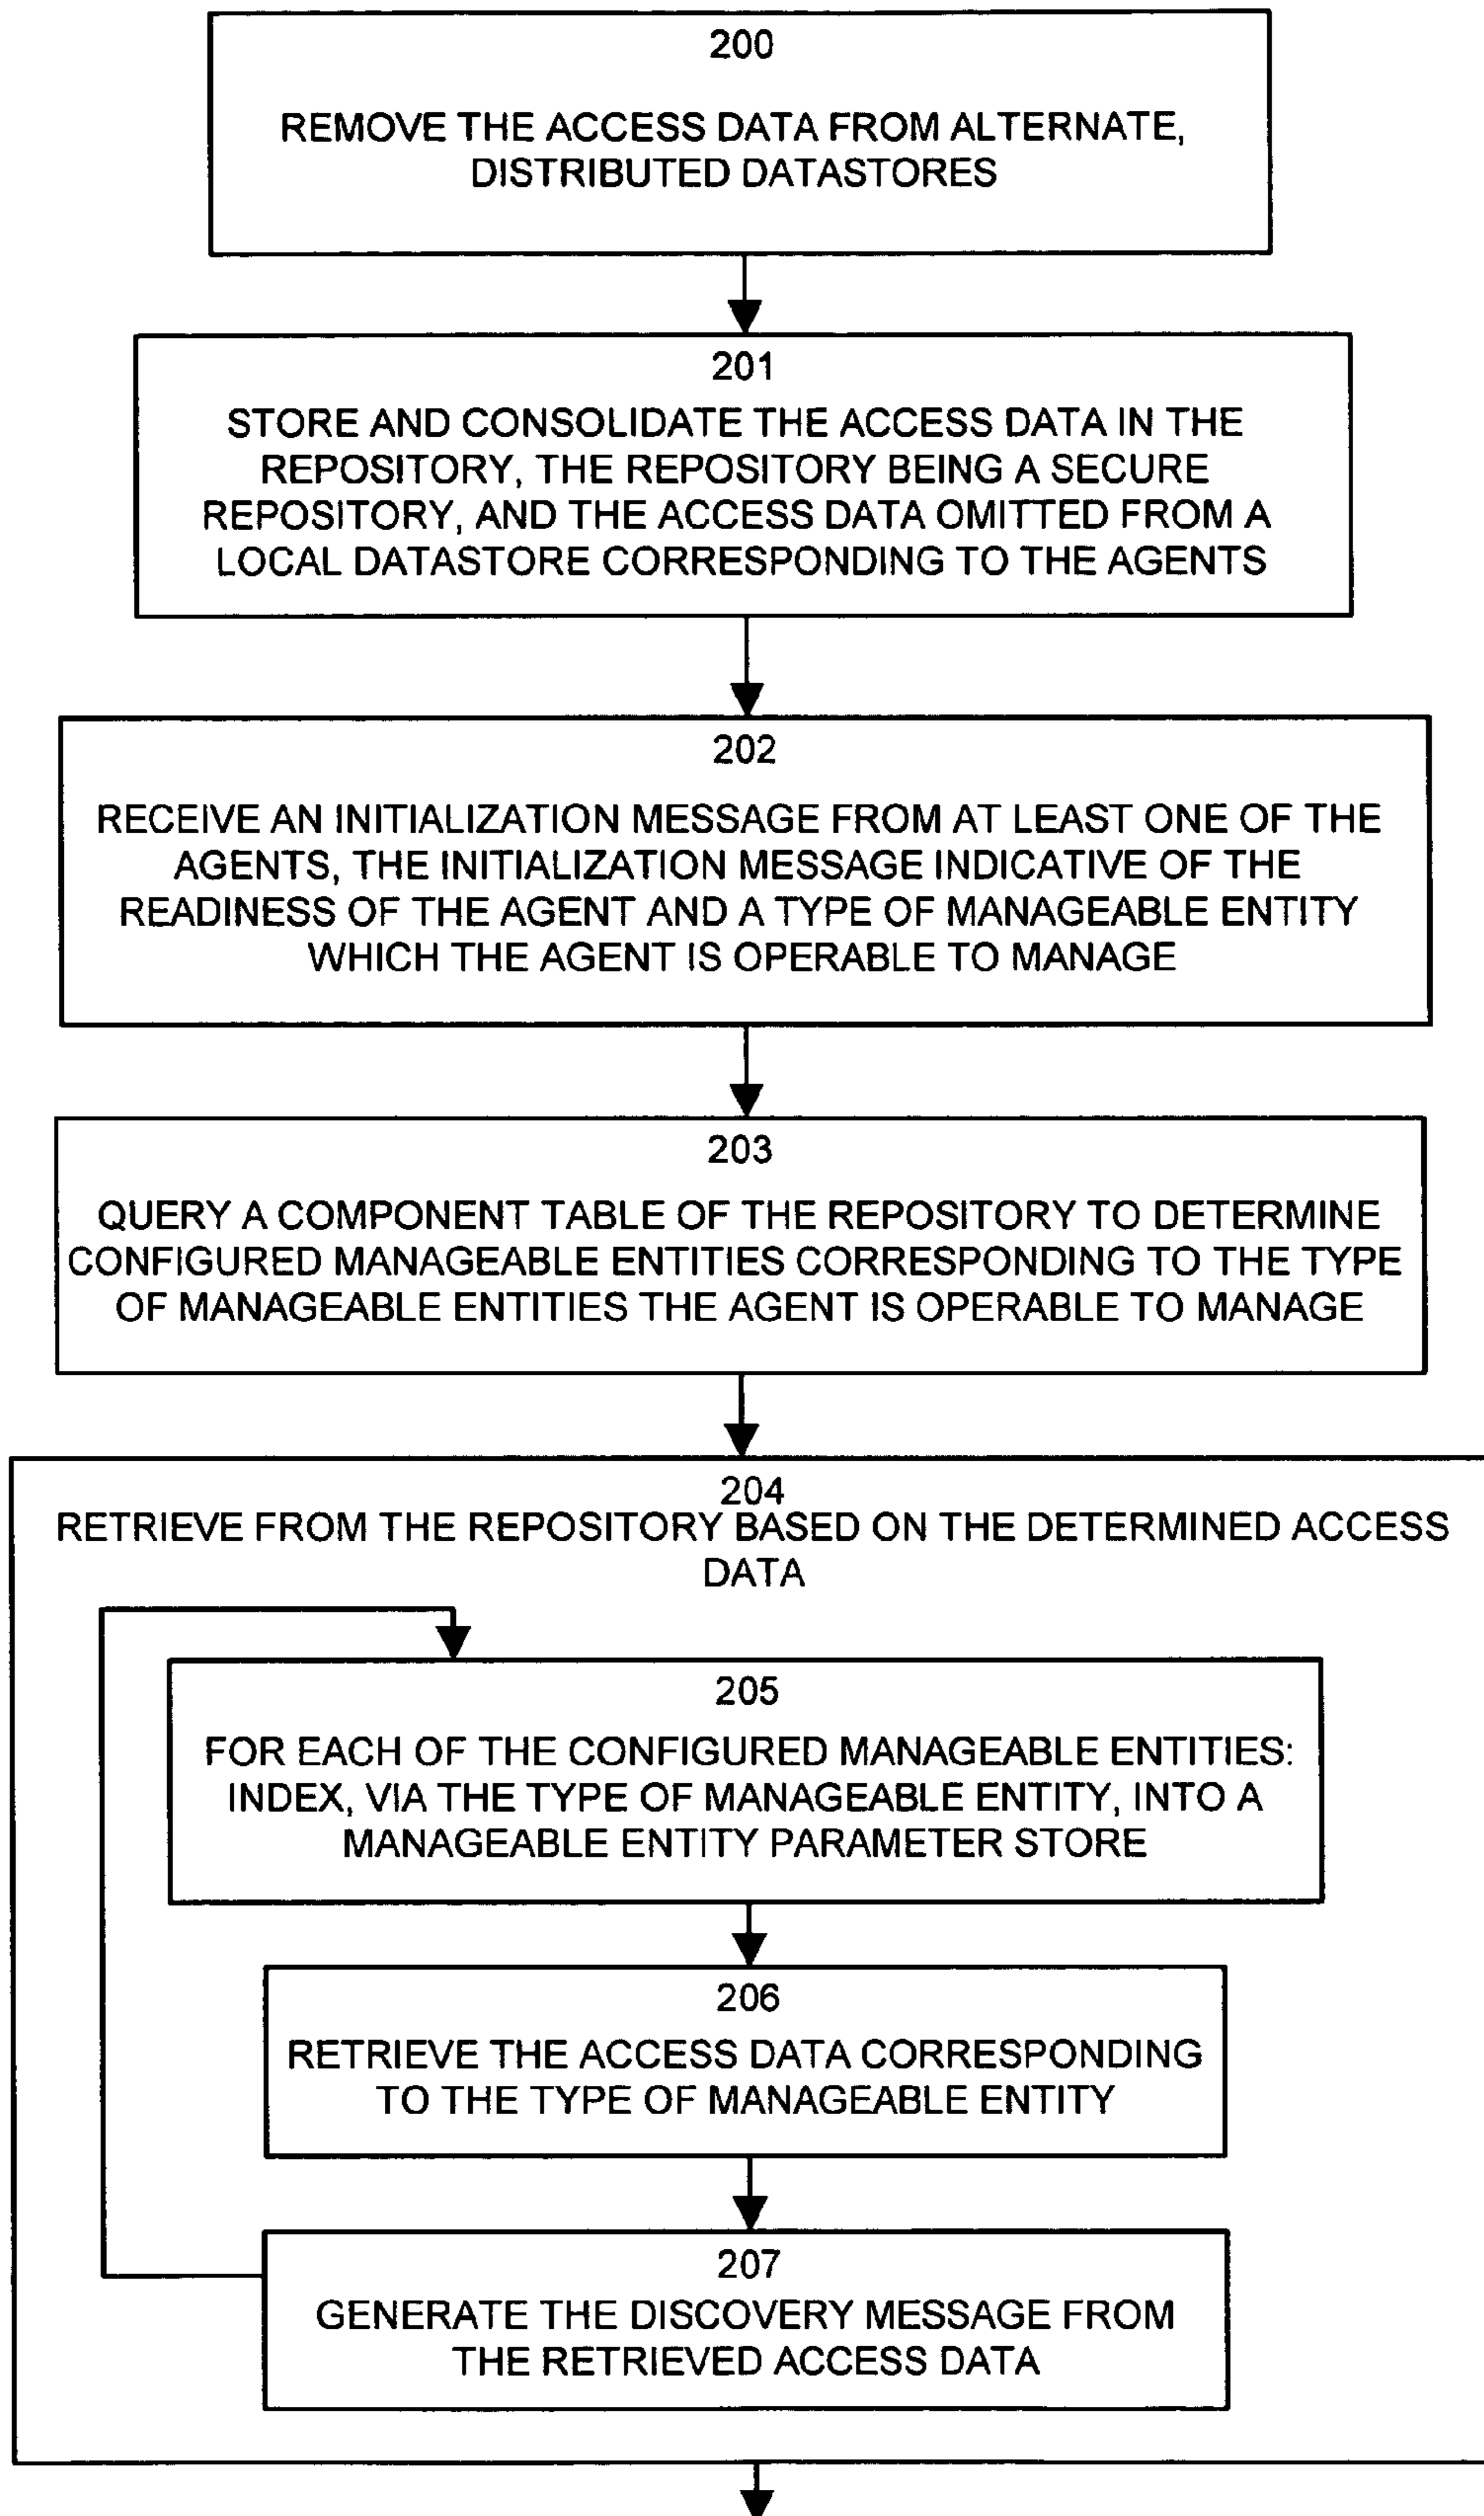 200
REMOVE THE ACCESS DATA FROM ALTERNATE,
DISTRIBUTED DATASTORES
201
STORE AND CONSOLIDATE THE ACCESS DATA IN THE
REPOSITORY, THE REPOSITORY BEING A SECURE
REPOSITORY, AND THE ACCESS DATA OMITTED FROM A
LOCAL DATASTORE CORRESPONDING TO THE AGENTS
202
RECEIVE AN INITIALIZATION MESSAGE FROM AT LEAST ONE OF THE
AGENTS, THE INITIALIZATION MESSAGE INDICATIVE OF THE
READINESS OF THE AGENT AND A TYPE OF MANAGEABLE ENTITY
WHICH THE AGENT IS OPERABLE TO MANAGE
203
QUERY A COMPONENT TABLE OF THE REPOSITORY TO DETERMINE
CONFIGURED MANAGEABLE ENTITIES CORRESPONDING TO THE TYPE
OF MANAGEABLE ENTITIES THE AGENT IS OPERABLE TO MANAGE
204
RETRIEVE FROM THE REPOSITORY BASED ON THE DETERMINED ACCESS
DATA
205
FOR EACH OF THE CONFIGURED MANAGEABLE ENTITIES:
INDEX, VIA THE TYPE OF MANAGEABLE ENTITY, INTO A
MANAGEABLE ENTITY PARAMETER STORE
206
RETRIEVE THE ACCESS DATA CORRESPONDING
TO THE TYPE OF MANAGEABLE ENTITY
207
GENERATE THE DISCOVERY MESSAGE FROM
THE RETRIEVED ACCESS DATA